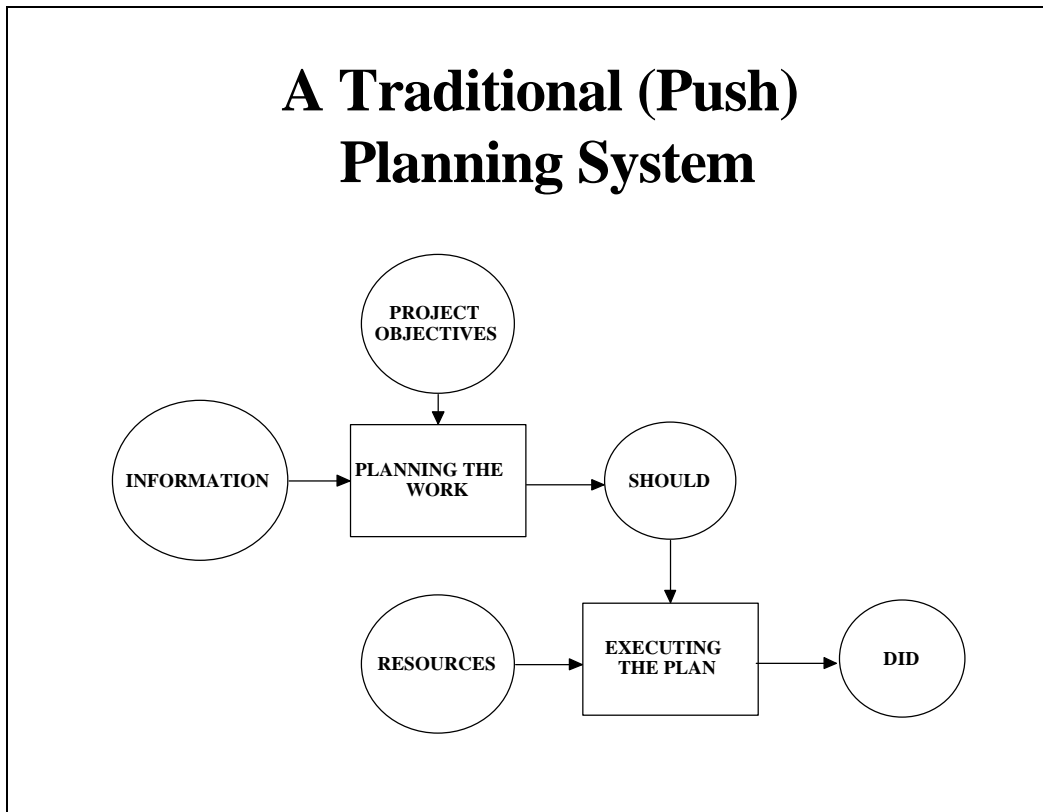 A Traditional (Push)
Planning System
PROJECT
OBJECTIVES
INFORMATION
PLANNING THE
WORK
SHOULD
RESOURCES
EXECUTING
THE PLAN
DID